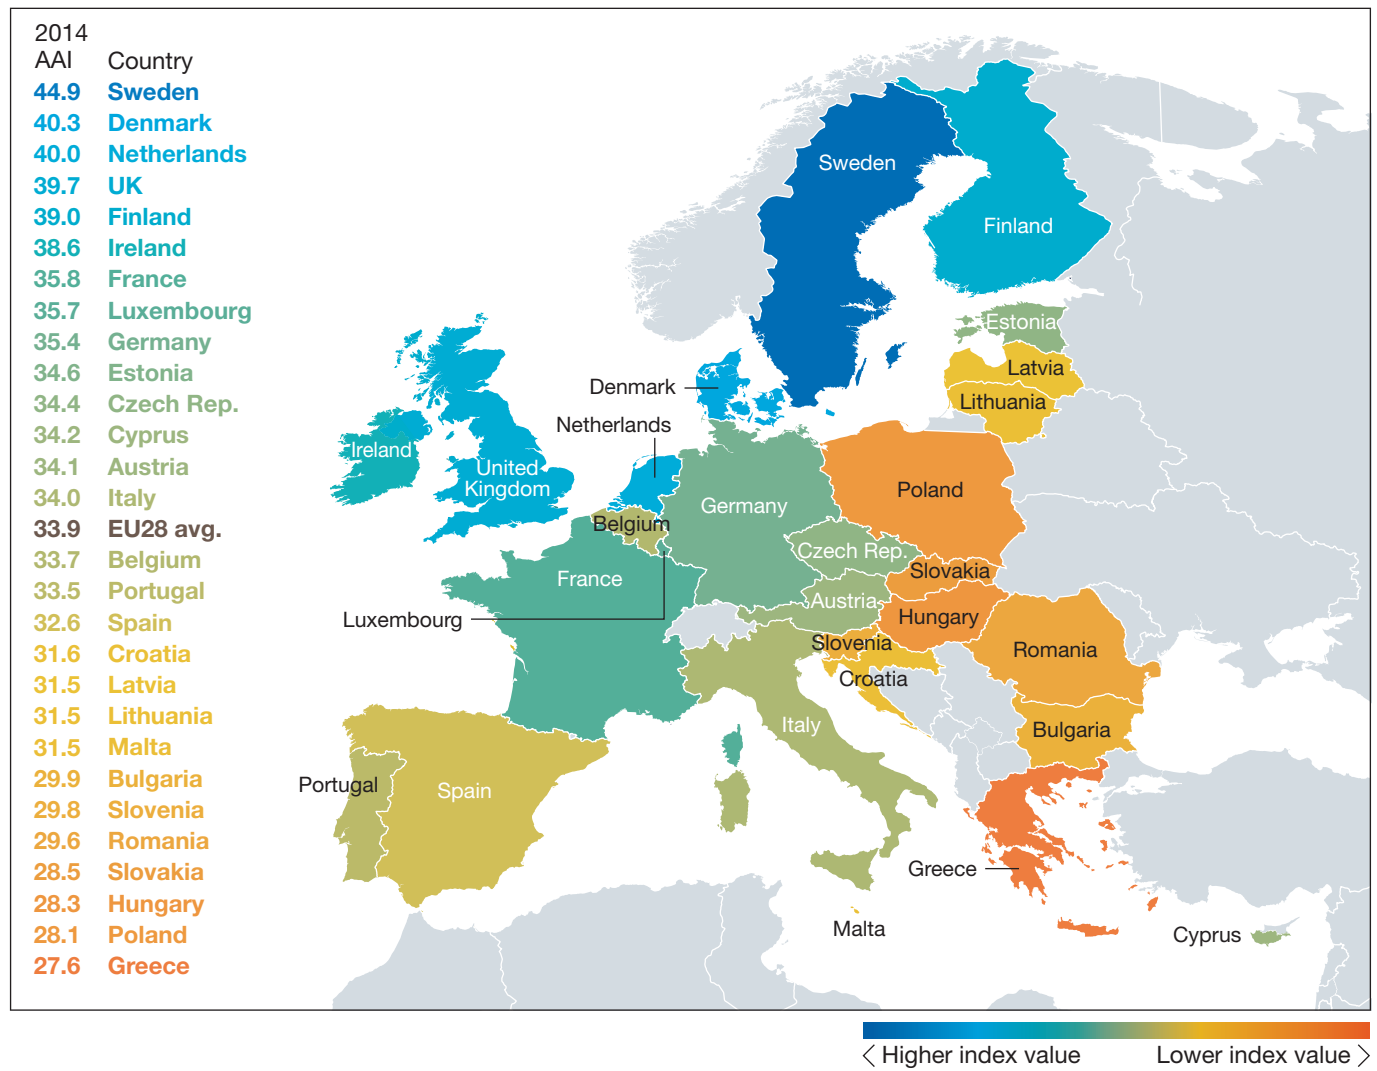 2014
AAI Country
44.9 Sweden
40.3 Denmark
40.0 Netherlands
39.7 UK
39.0 Finland
38.6 Ireland
35.8 France
35.7 Luxembourg
35.4 Germany
34.6 Estonia
34.4 Czech Rep.
34.2 Cyprus
34.1 Austria
34.0 Italy
33.9 EU28 avg.
33.7 Belgium
33.5 Portugal
32.6 Spain
31.6 Croatia
31.5 Latvia
31.5 Lithuania
31.5 Malta
29.9 Bulgaria
29.8 Slovenia
29.6 Romania
28.5 Slovakia
28.3 Hungary
28.1 Poland
27.6 Greece
Sweden
Finland
Estonia
Latvia
Lithuania
Denmark
Netherlands
Ireland
United
Kingdom
Poland
Germany
Belgium
Czech Rep.
Slovakia
France
Austria
Luxembourg
Hungary
Slovenia
Romania
Croatia
Italy
Bulgaria
Portugal
Spain
Greece
Malta
Cyprus
< Higher index value
Lower index value >